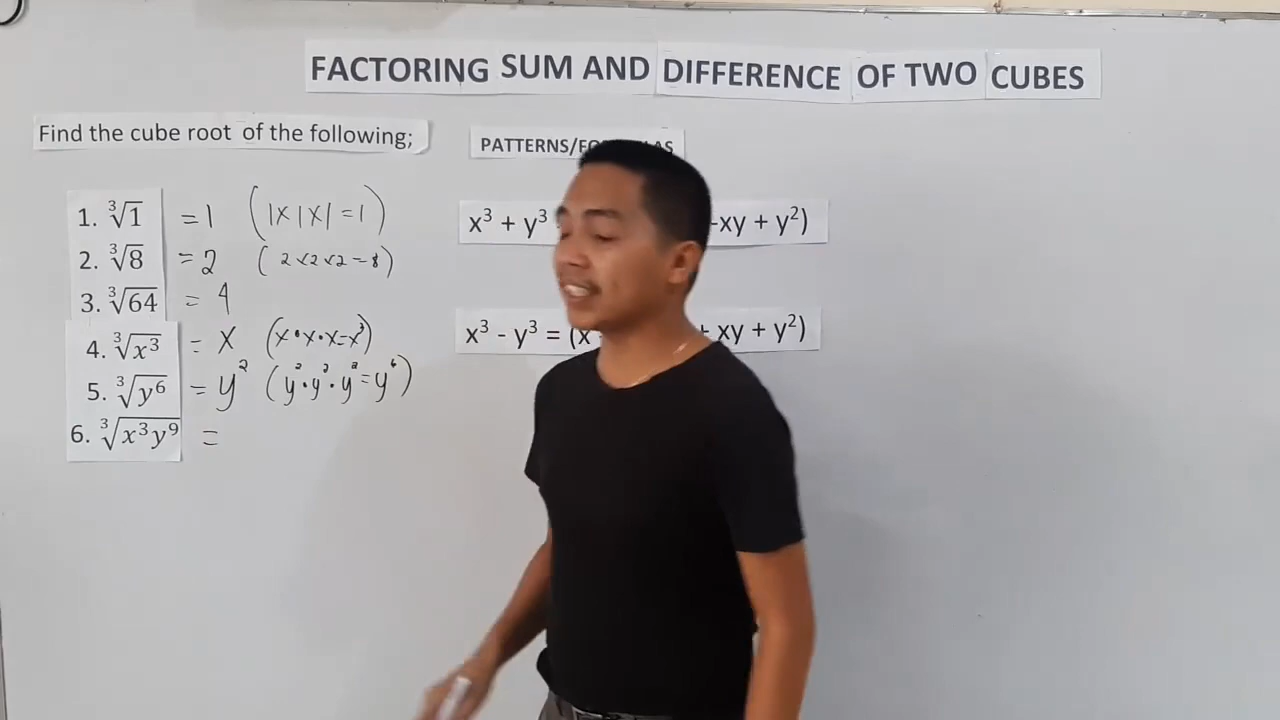 FACTORING SUM AND DIFFERENCE OF TWO CUBES
Find the cube root of the following;
1. ∛1 = 1 (1x1x1=1)
2. ∛8 = 2 (2x2x2=8)
3. ∛64 = 4
4. ∛x³ = x (x·x·x=x³)
5. ∛y⁶ = y² (y²·y²·y²=y⁶)
6. ∛x³y⁹ =
PATTERNS/
x³ + y³ -xy + y²)
x³ - y³ = (x + xy + y²)